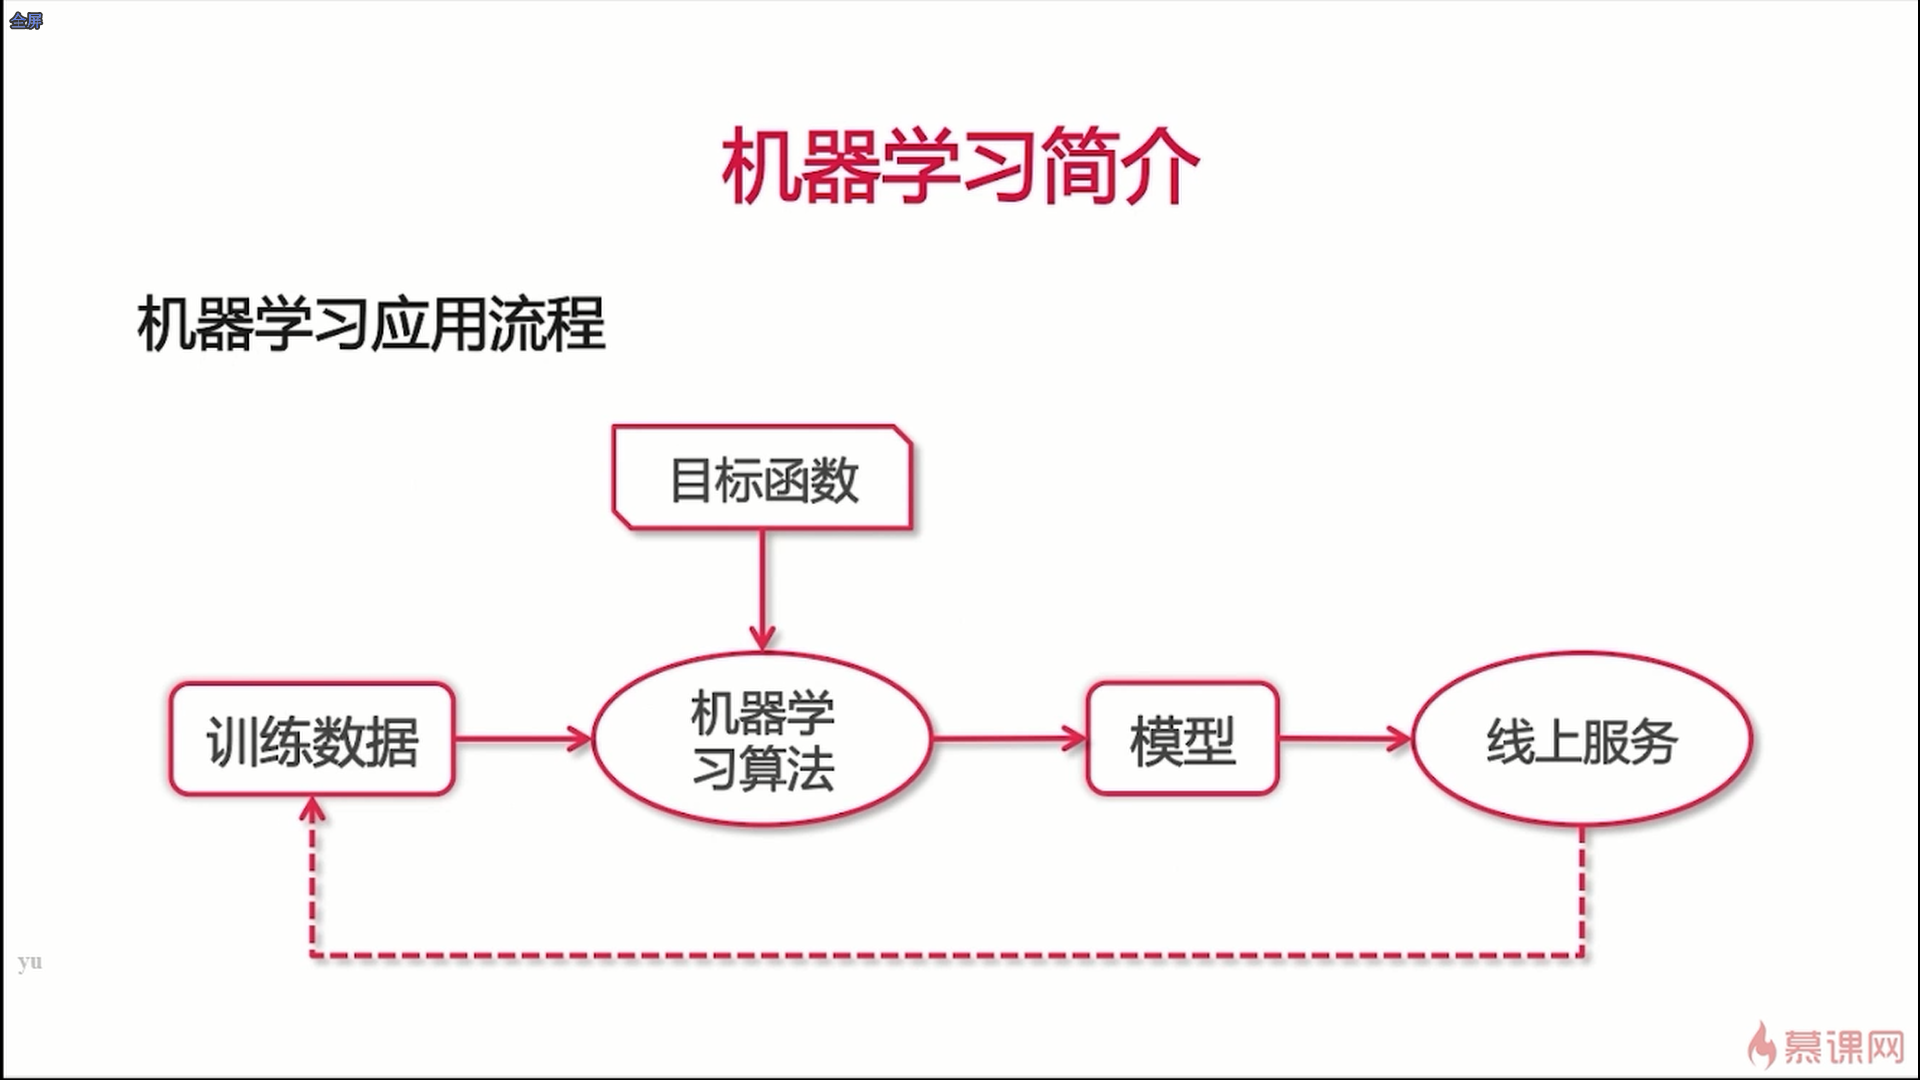 全屏
机器学习简介
机器学习应用流程
目标函数
训练数据
机器学
习算法
模型
线上服务
yu
慕课网